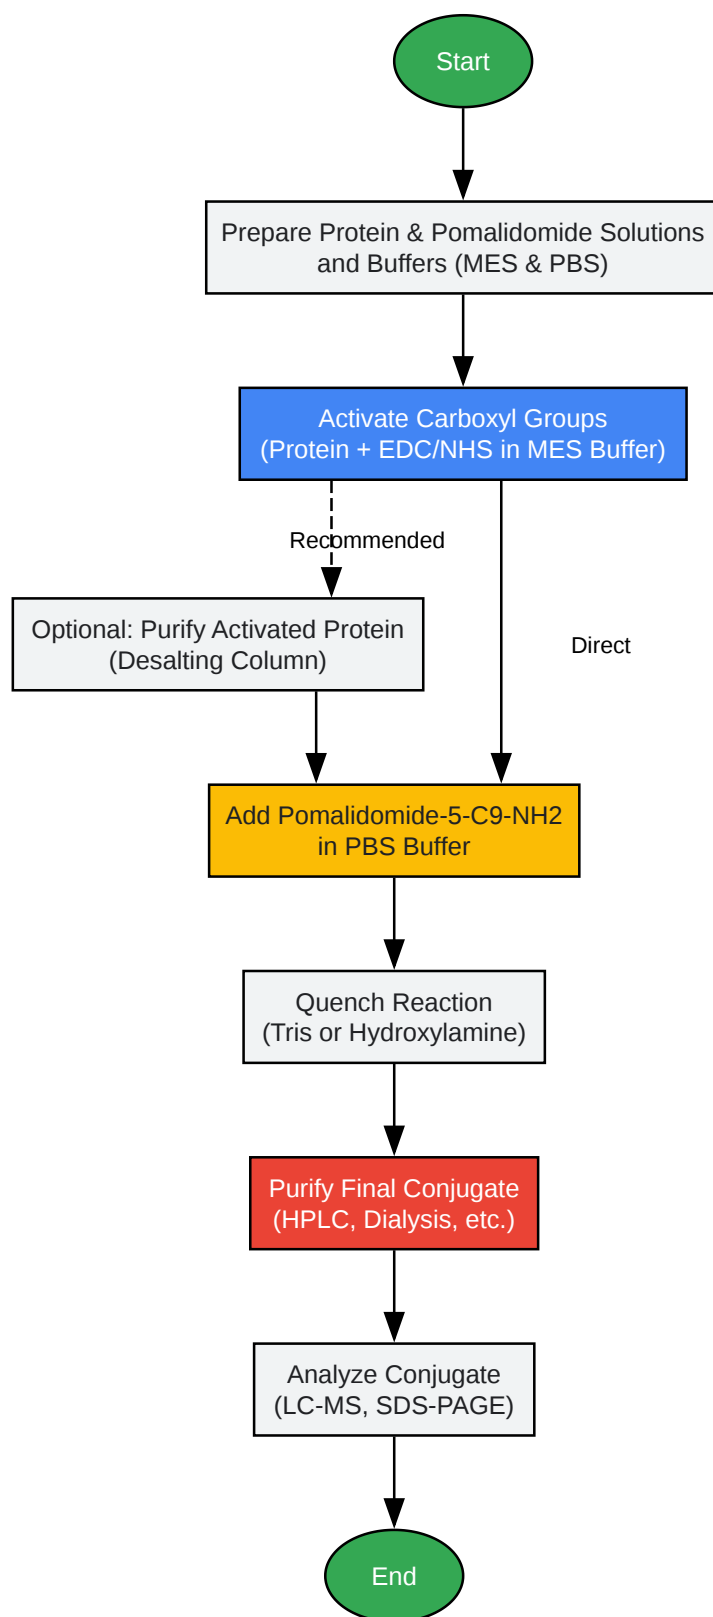 Start
Prepare Protein & Pomalidomide Solutions
and Buffers (MES & PBS)
Activate Carboxyl Groups
(Protein + EDC/NHS in MES Buffer)
Recommended
Optional: Purify Activated Protein
(Desalting Column)
Direct
Add Pomalidomide-5-C9-NH2
in PBS Buffer
Quench Reaction
(Tris or Hydroxylamine)
Purify Final Conjugate
(HPLC, Dialysis, etc.)
Analyze Conjugate
(LC-MS, SDS-PAGE)
End